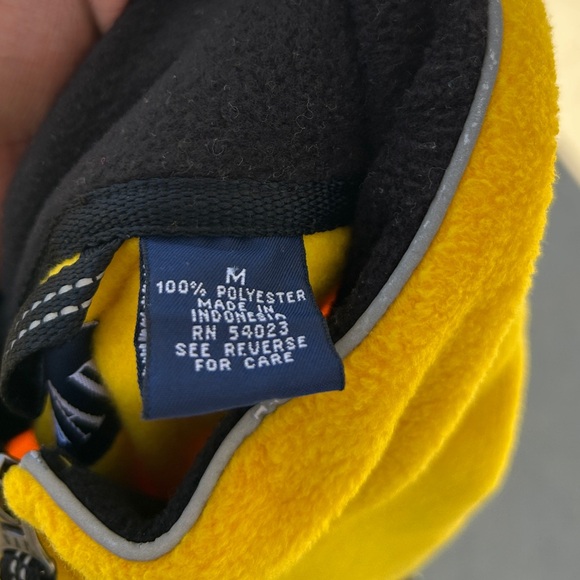 M
100% POLYESTER
MADE IN
INDONESIA
RN 54023
SEE REVERSE
FOR CARE